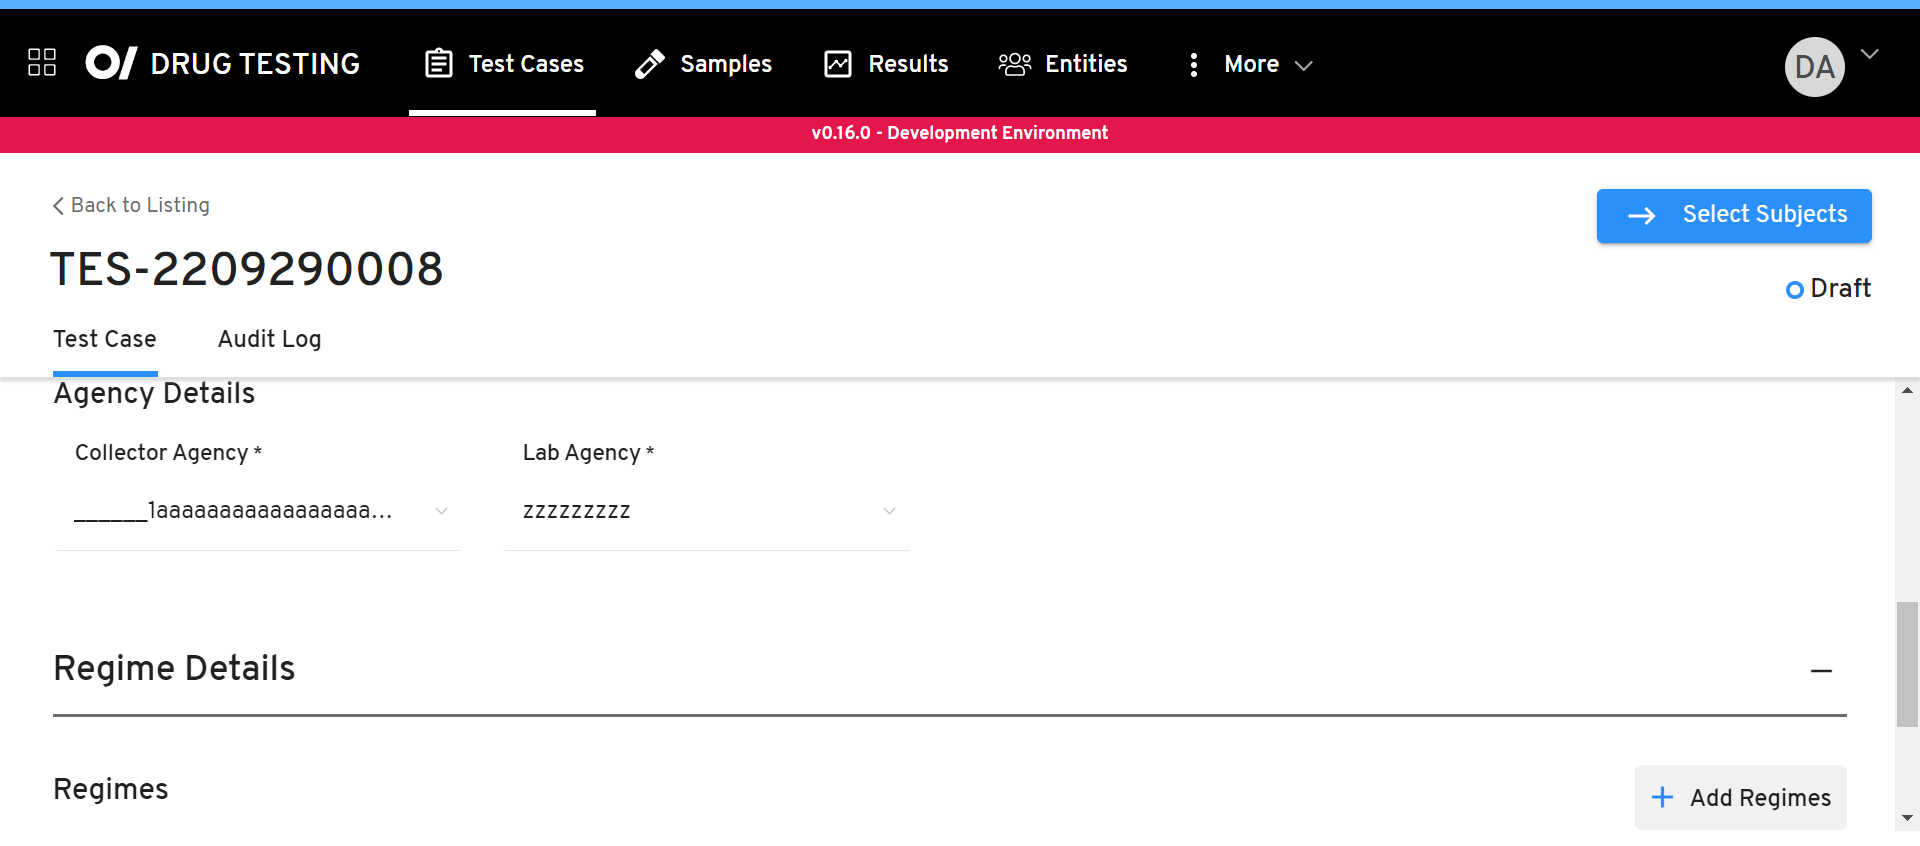 DRUG TESTING
Test Cases
Samples
Results
Entities
More
DA
v0.16.0 - Development Environment
Back to Listing
Select Subjects
TES-2209290008
Draft
Test Case
Audit Log
Agency Details
Collector Agency *
Lab Agency *
______1aaaaaaaaaaaaaaaaa...
zzzzzzzzz
Regime Details
Regimes
Add Regimes